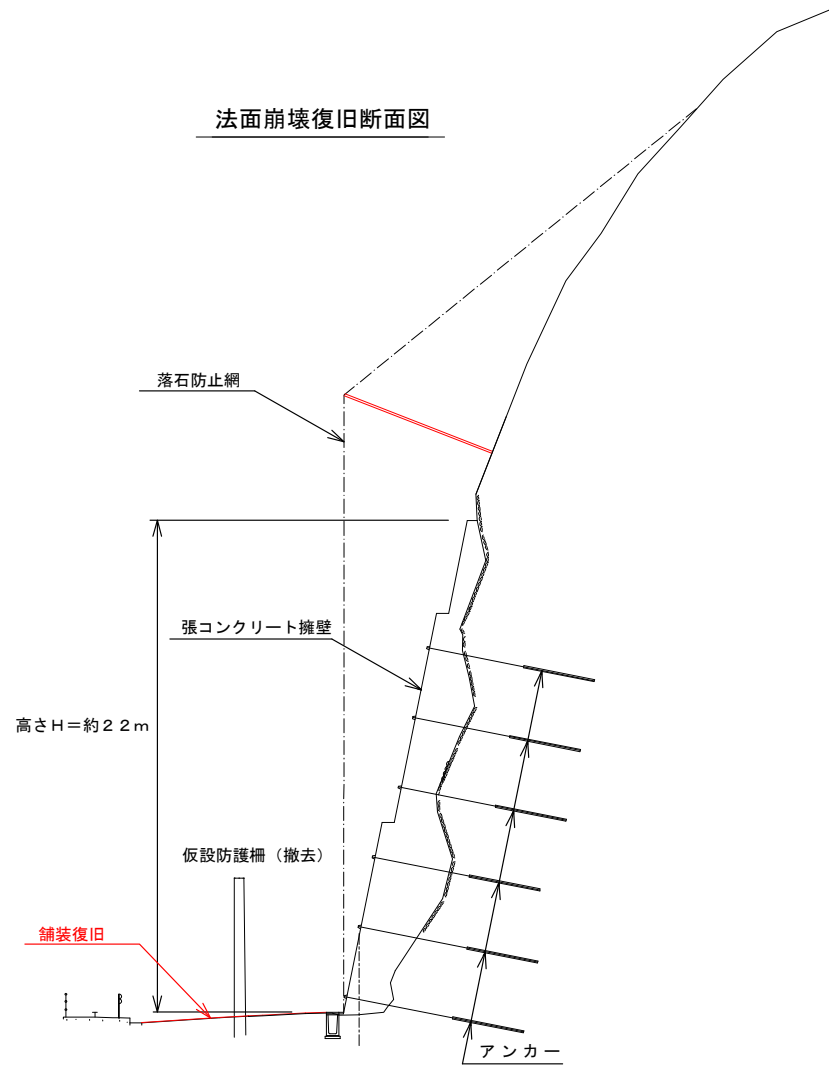 法面崩壊復旧断面図
落石防止網
張コンクリート擁壁
高さH＝約22m
仮設防護柵（撤去）
舗装復旧
アンカー